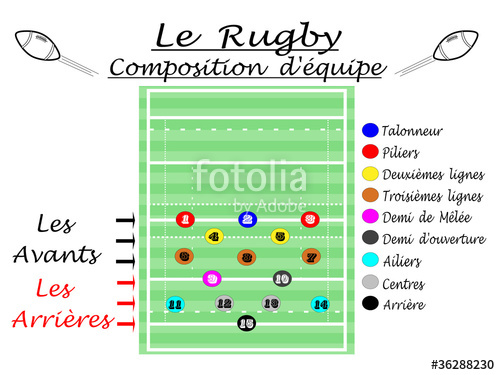 Le Rugby
Composition d'équipe
Talonneur
Piliers
Deuxièmes lignes
Troisièmes lignes
Demi de Mêlée
Demi d'ouverture
Ailiers
Centres
Arrière
Les
Avants
Les
Arrières
fotolia
by Adobe
1 2 3
4 5
6 8 7
9 10
11 12 13 14
15
#36288230